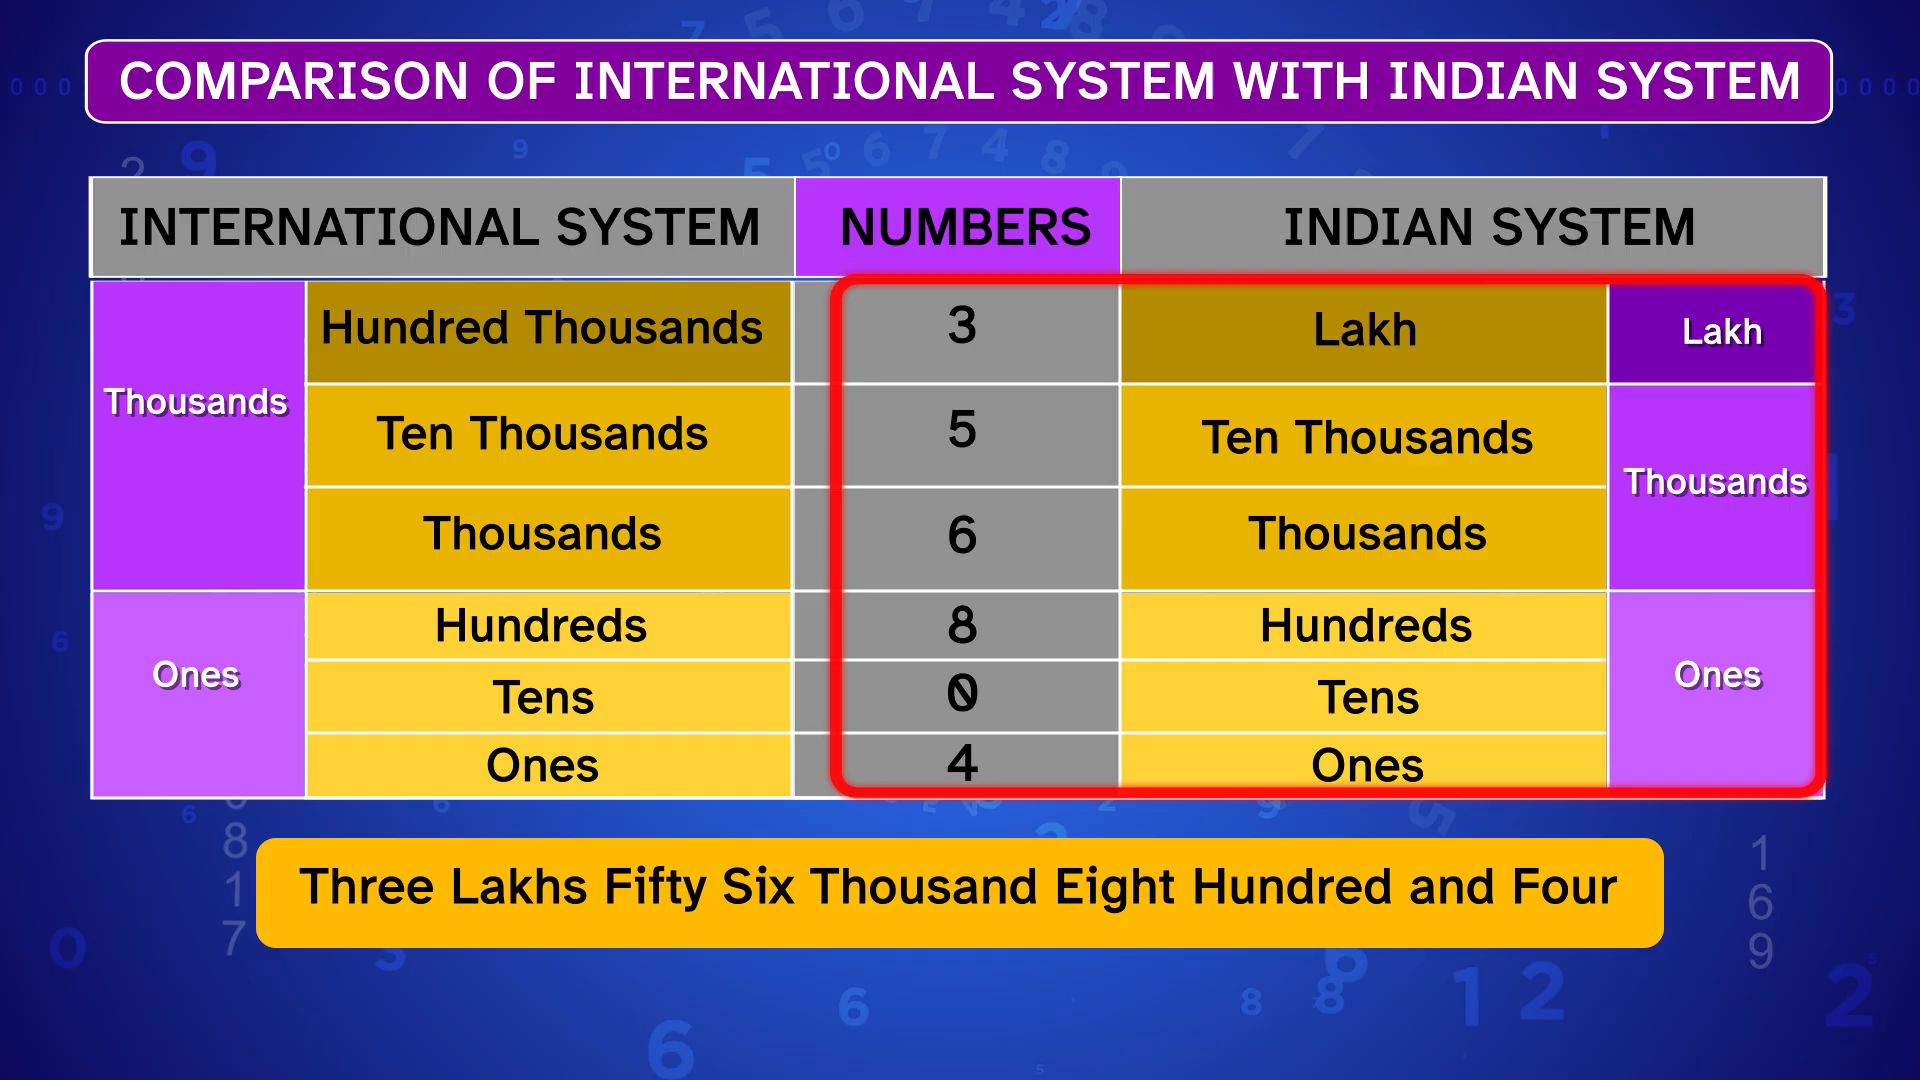 COMPARISON OF INTERNATIONAL SYSTEM WITH INDIAN SYSTEM
INTERNATIONAL SYSTEM NUMBERS INDIAN SYSTEM
Hundred Thousands 3 Lakh Lakh
Thousands
Ten Thousands 5 Ten Thousands
Thousands
Thousands 6 Thousands
Hundreds 8 Hundreds
Ones Ones
Tens 0 Tens
Ones 4 Ones
Three Lakhs Fifty Six Thousand Eight Hundred and Four